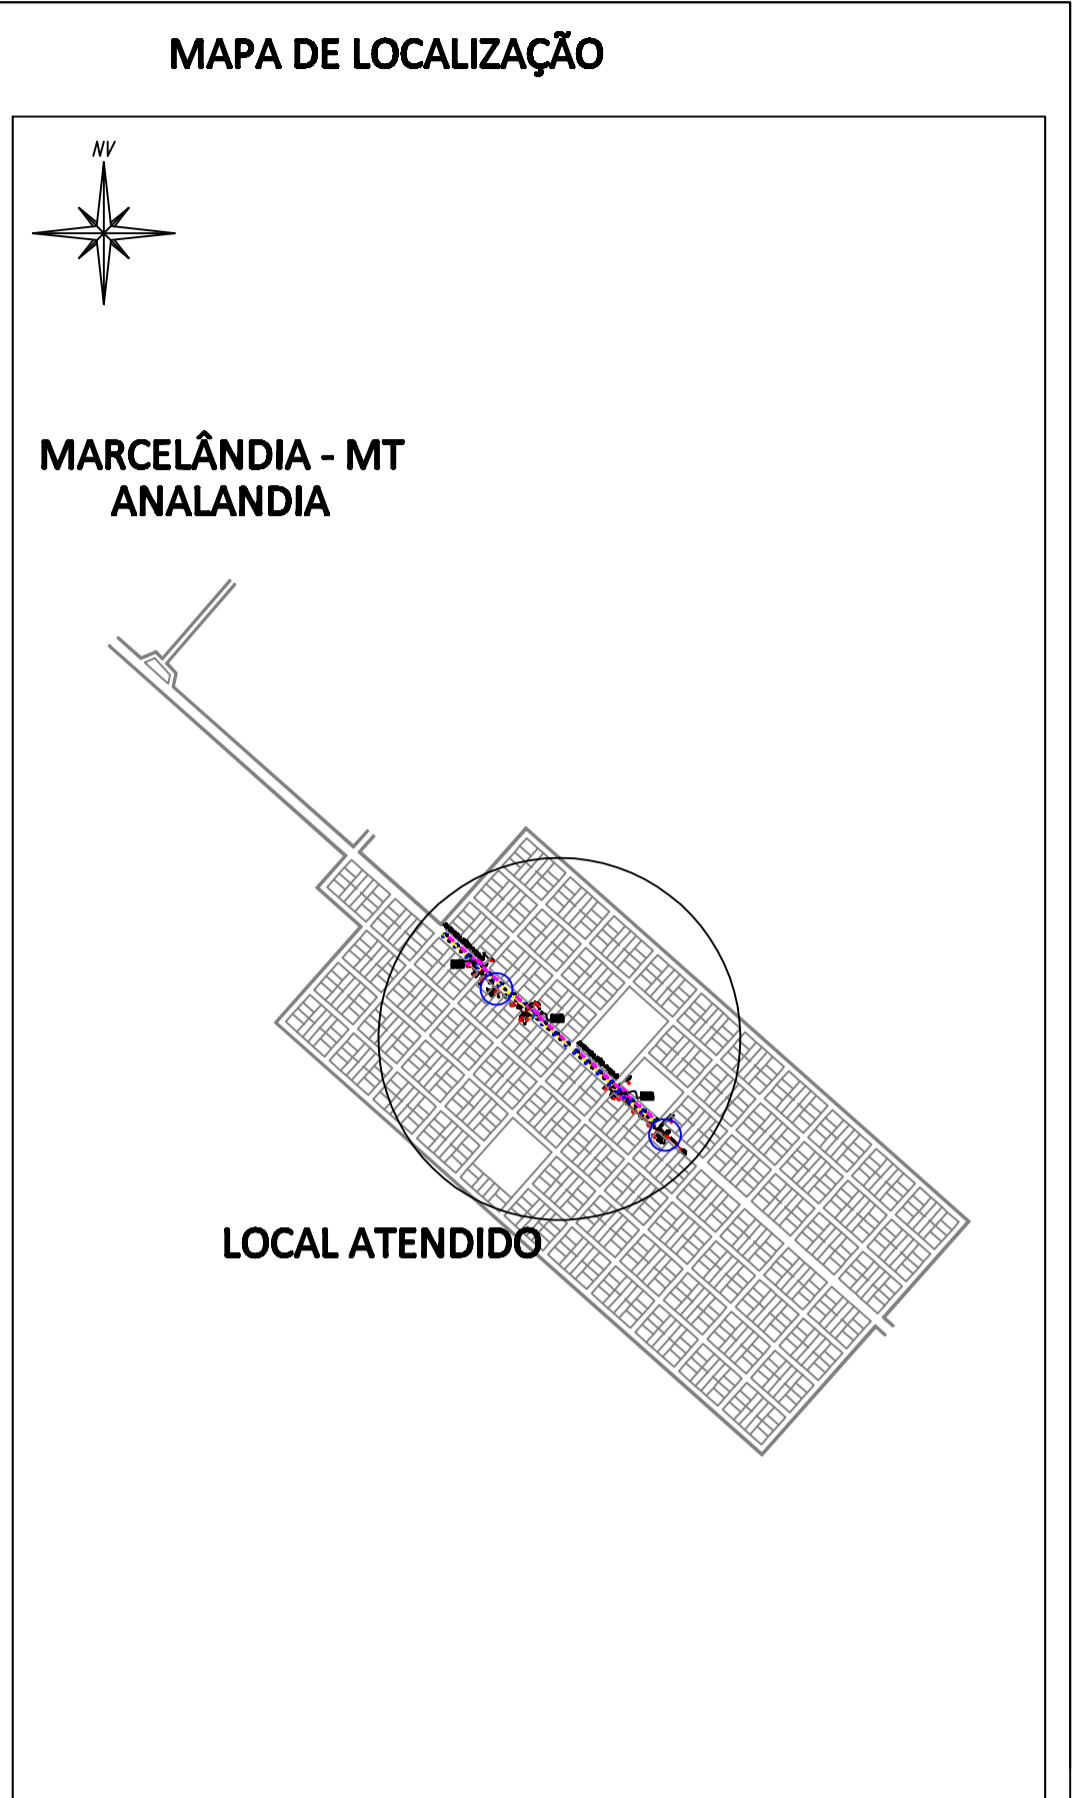 MAPA DE LOCALIZAÇÃO
NV
MARCELÂNDIA - MT
ANALANDIA
LOCAL ATENDIDO